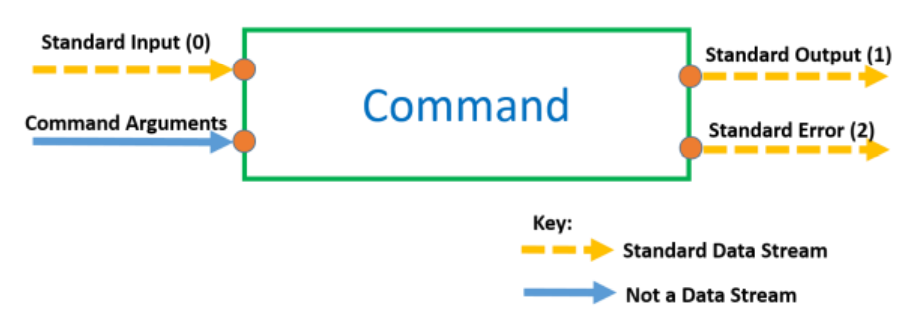 Standard Input (0)
Command Arguments
Command
Standard Output (1)
Standard Error (2)
Key:
Standard Data Stream
Not a Data Stream